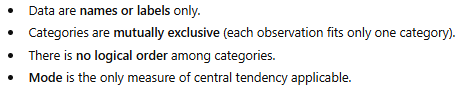 • Data are names or labels only.
• Categories are mutually exclusive (each observation fits only one category).
• There is no logical order among categories.
• Mode is the only measure of central tendency applicable.